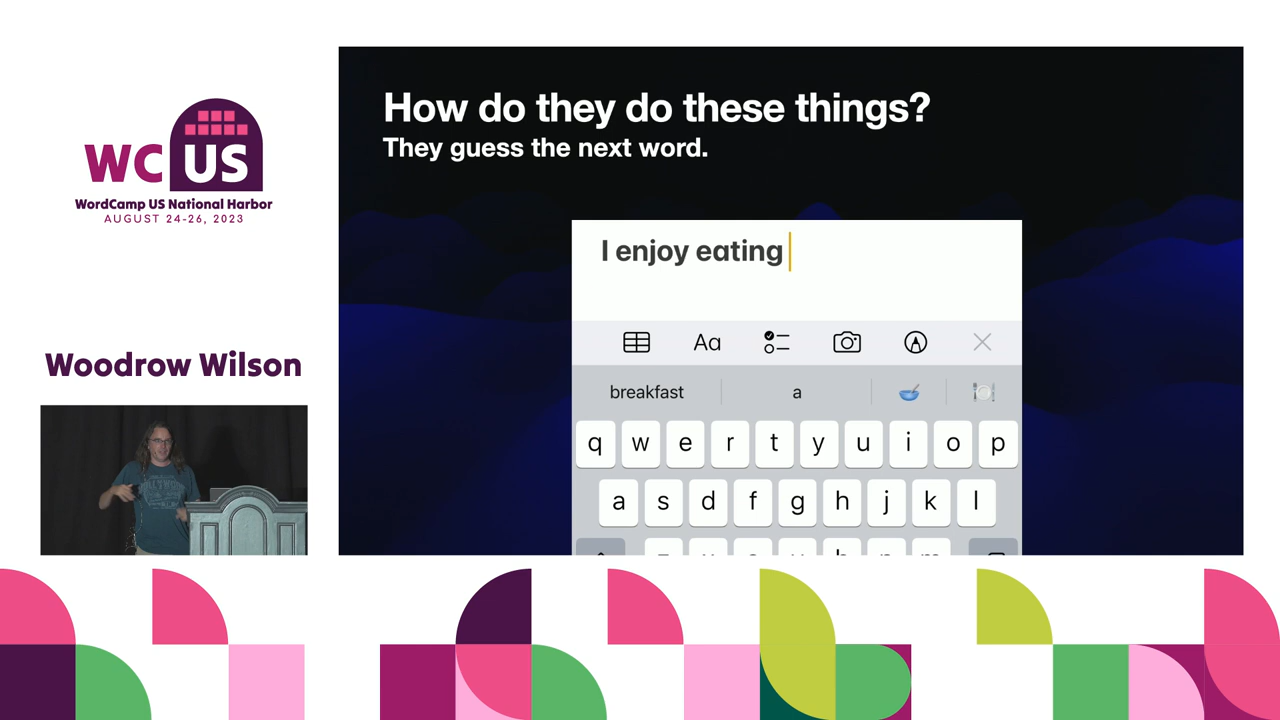 WC US
WordCamp US National Harbor
AUGUST 24-26, 2023
Woodrow Wilson
How do they do these things?
They guess the next word.
I enjoy eating
Aa
breakfast a
q w e r t y u i o p
a s d f g h j k l